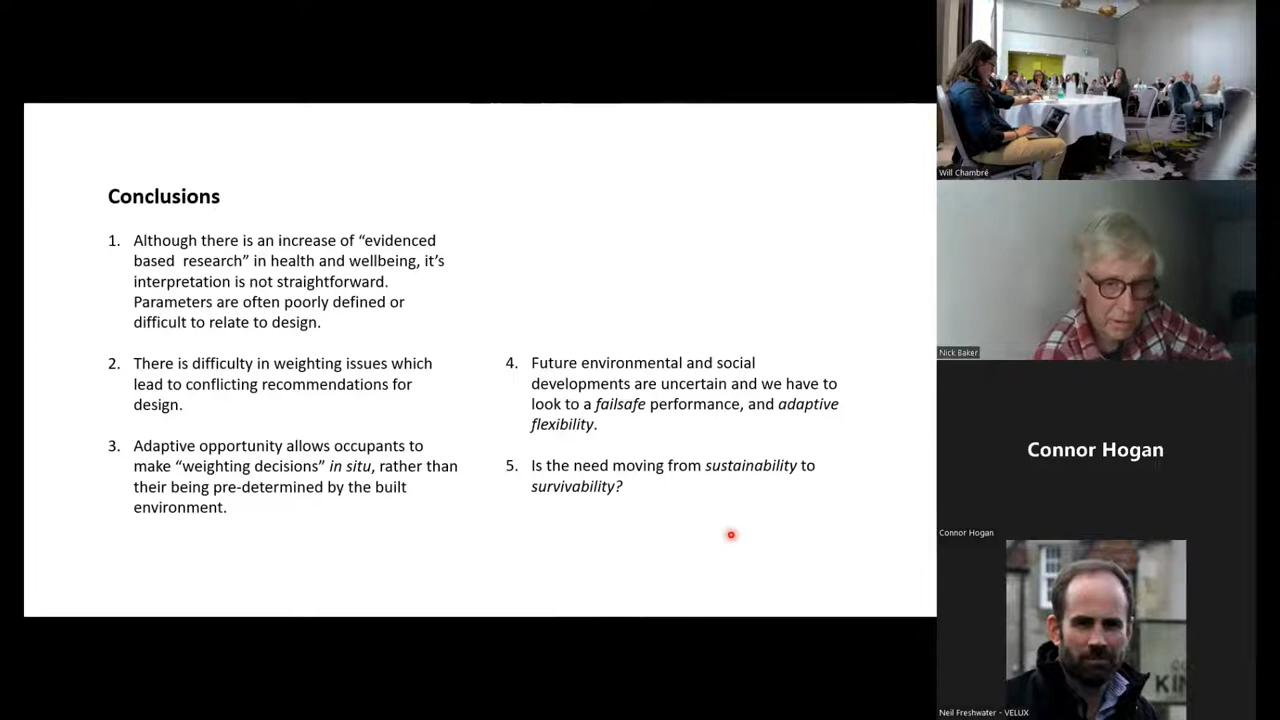 Conclusions
1. Although there is an increase of “evidenced
based research” in health and wellbeing, it’s
interpretation is not straightforward.
Parameters are often poorly defined or
difficult to relate to design.
2. There is difficulty in weighting issues which
lead to conflicting recommendations for
design.
3. Adaptive opportunity allows occupants to
make “weighting decisions” in situ, rather than
their being pre-determined by the built
environment.
4. Future environmental and social
developments are uncertain and we have to
look to a failsafe performance, and adaptive
flexibility.
5. Is the need moving from sustainability to
survivability?
Will Chambré
Nick Baker
Connor Hogan
Connor Hogan
KIN
Neil Freshwater - VELUX